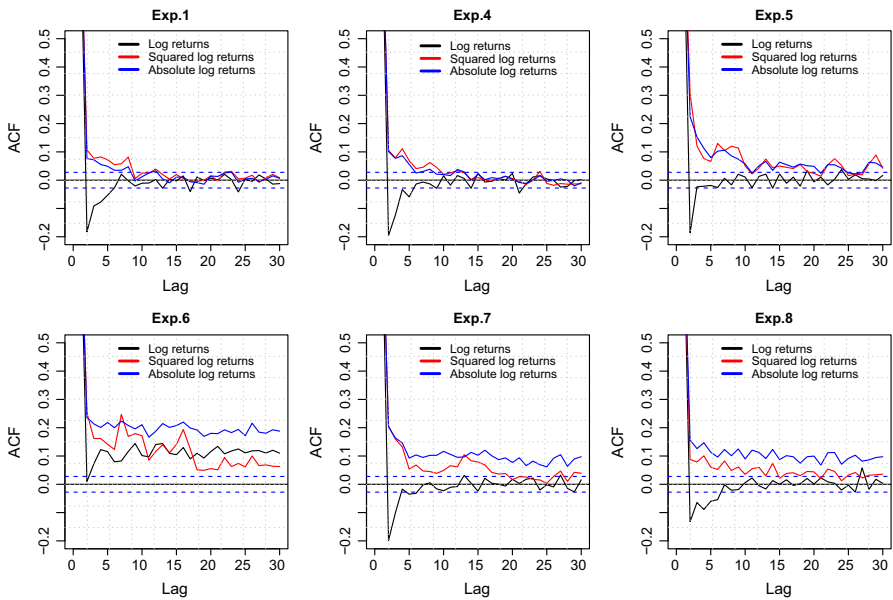 Exp.1
Log returns
Squared log returns
Absolute log returns
ACF
0.5
0.4
0.3
0.2
0.1
0.0
−0.2
0 5 10 15 20 25 30
Lag
Exp.4
Log returns
Squared log returns
Absolute log returns
ACF
0.5
0.4
0.3
0.2
0.1
0.0
−0.2
0 5 10 15 20 25 30
Lag
Exp.5
Log returns
Squared log returns
Absolute log returns
ACF
0.5
0.4
0.3
0.2
0.1
0.0
−0.2
0 5 10 15 20 25 30
Lag
Exp.6
Log returns
Squared log returns
Absolute log returns
ACF
0.5
0.4
0.3
0.2
0.1
0.0
−0.2
0 5 10 15 20 25 30
Lag
Exp.7
Log returns
Squared log returns
Absolute log returns
ACF
0.5
0.4
0.3
0.2
0.1
0.0
−0.2
0 5 10 15 20 25 30
Lag
Exp.8
Log returns
Squared log returns
Absolute log returns
ACF
0.5
0.4
0.3
0.2
0.1
0.0
−0.2
0 5 10 15 20 25 30
Lag